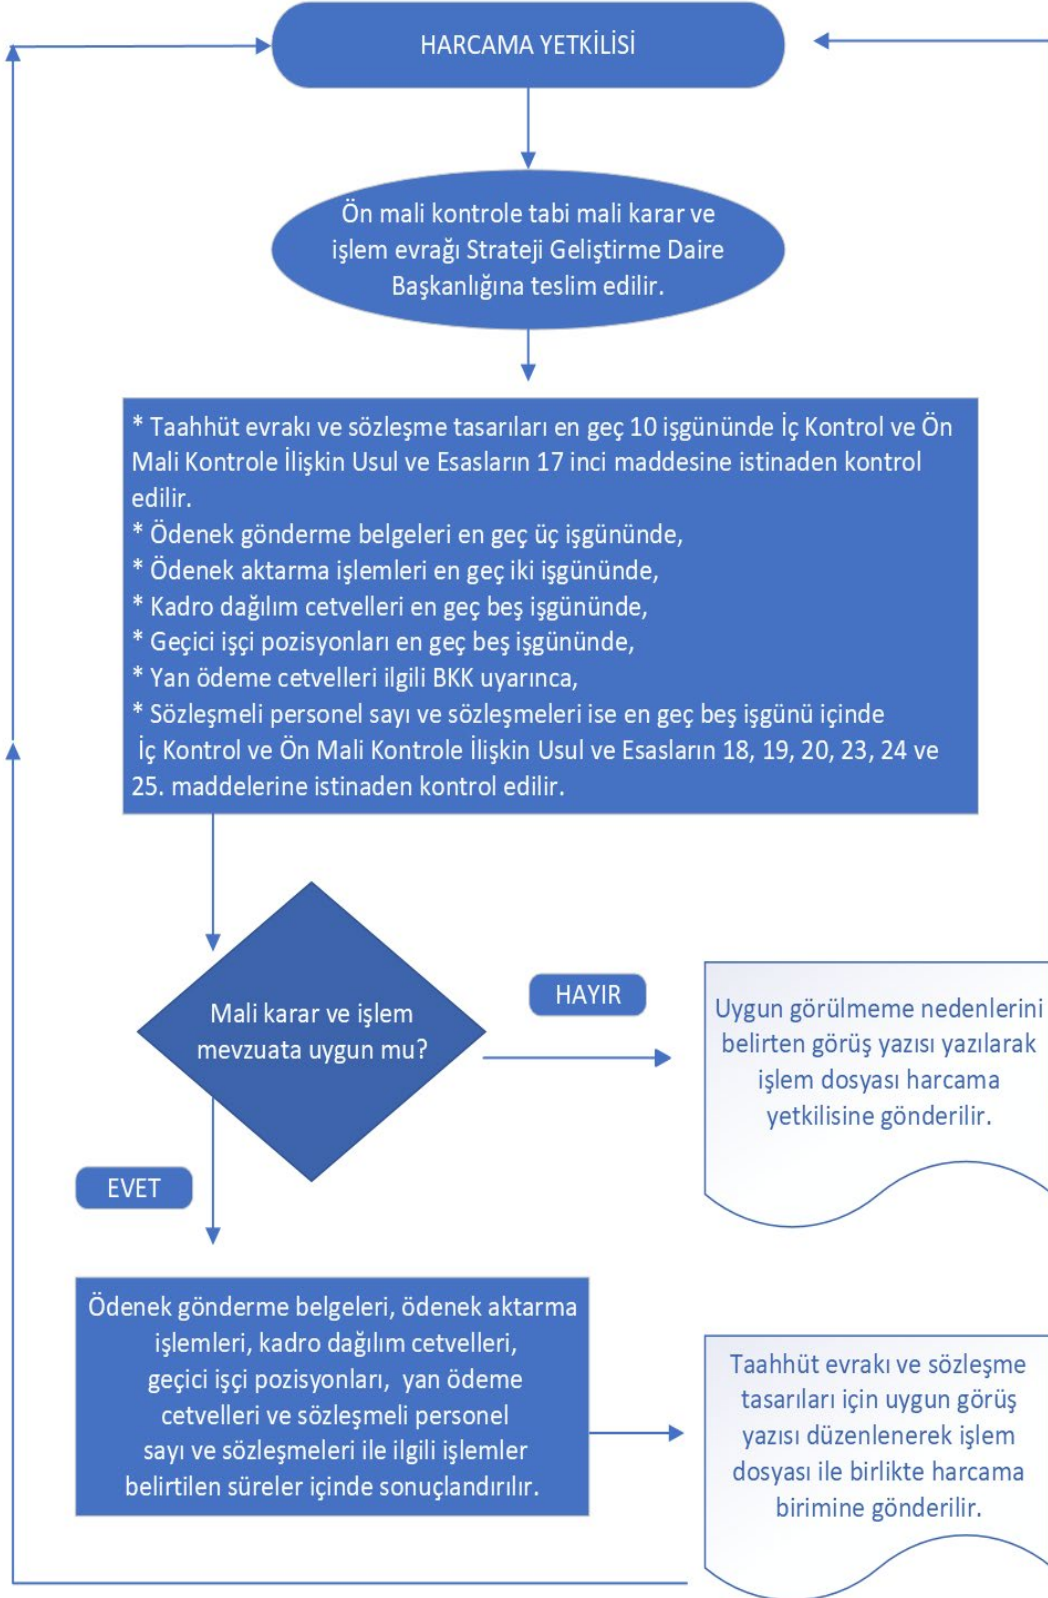 HARCAMA YETKİLİSİ
Ön mali kontrole tabi mali karar ve
işlem evrağı Strateji Geliştirme Daire
Başkanlığına teslim edilir.
* Taahhüt evrakı ve sözleşme tasarıları en geç 10 işgününde İç Kontrol ve Ön
Mali Kontrole İlişkin Usul ve Esasların 17 inci maddesine istinaden kontrol
edilir.
* Ödenek gönderme belgeleri en geç üç işgününde,
* Ödenek aktarma işlemleri en geç iki işgününde,
* Kadro dağılım cetvelleri en geç beş işgününde,
* Geçici işçi pozisyonları en geç beş işgününde,
* Yan ödeme cetvelleri ilgili BKK uyarınca,
* Sözleşmeli personel sayı ve sözleşmeleri ise en geç beş işgünü içinde
İç Kontrol ve Ön Mali Kontrole İlişkin Usul ve Esasların 18, 19, 20, 23, 24 ve
25. maddelerine istinaden kontrol edilir.
Mali karar ve işlem
mevzuata uygun mu?
HAYIR
Uygun görülmeme nedenlerini
belirten görüş yazısı yazılarak
işlem dosyası harcama
yetkilisine gönderilir.
EVET
Ödenek gönderme belgeleri, ödenek aktarma
işlemleri, kadro dağılım cetvelleri,
geçici işçi pozisyonları, yan ödeme
cetvelleri ve sözleşmeli personel
sayı ve sözleşmeleri ile ilgili işlemler
belirtilen süreler içinde sonuçlandırılır.
Taahhüt evrakı ve sözleşme
tasarıları için uygun görüş
yazısı düzenlenerek işlem
dosyası ile birlikte harcama
birimine gönderilir.